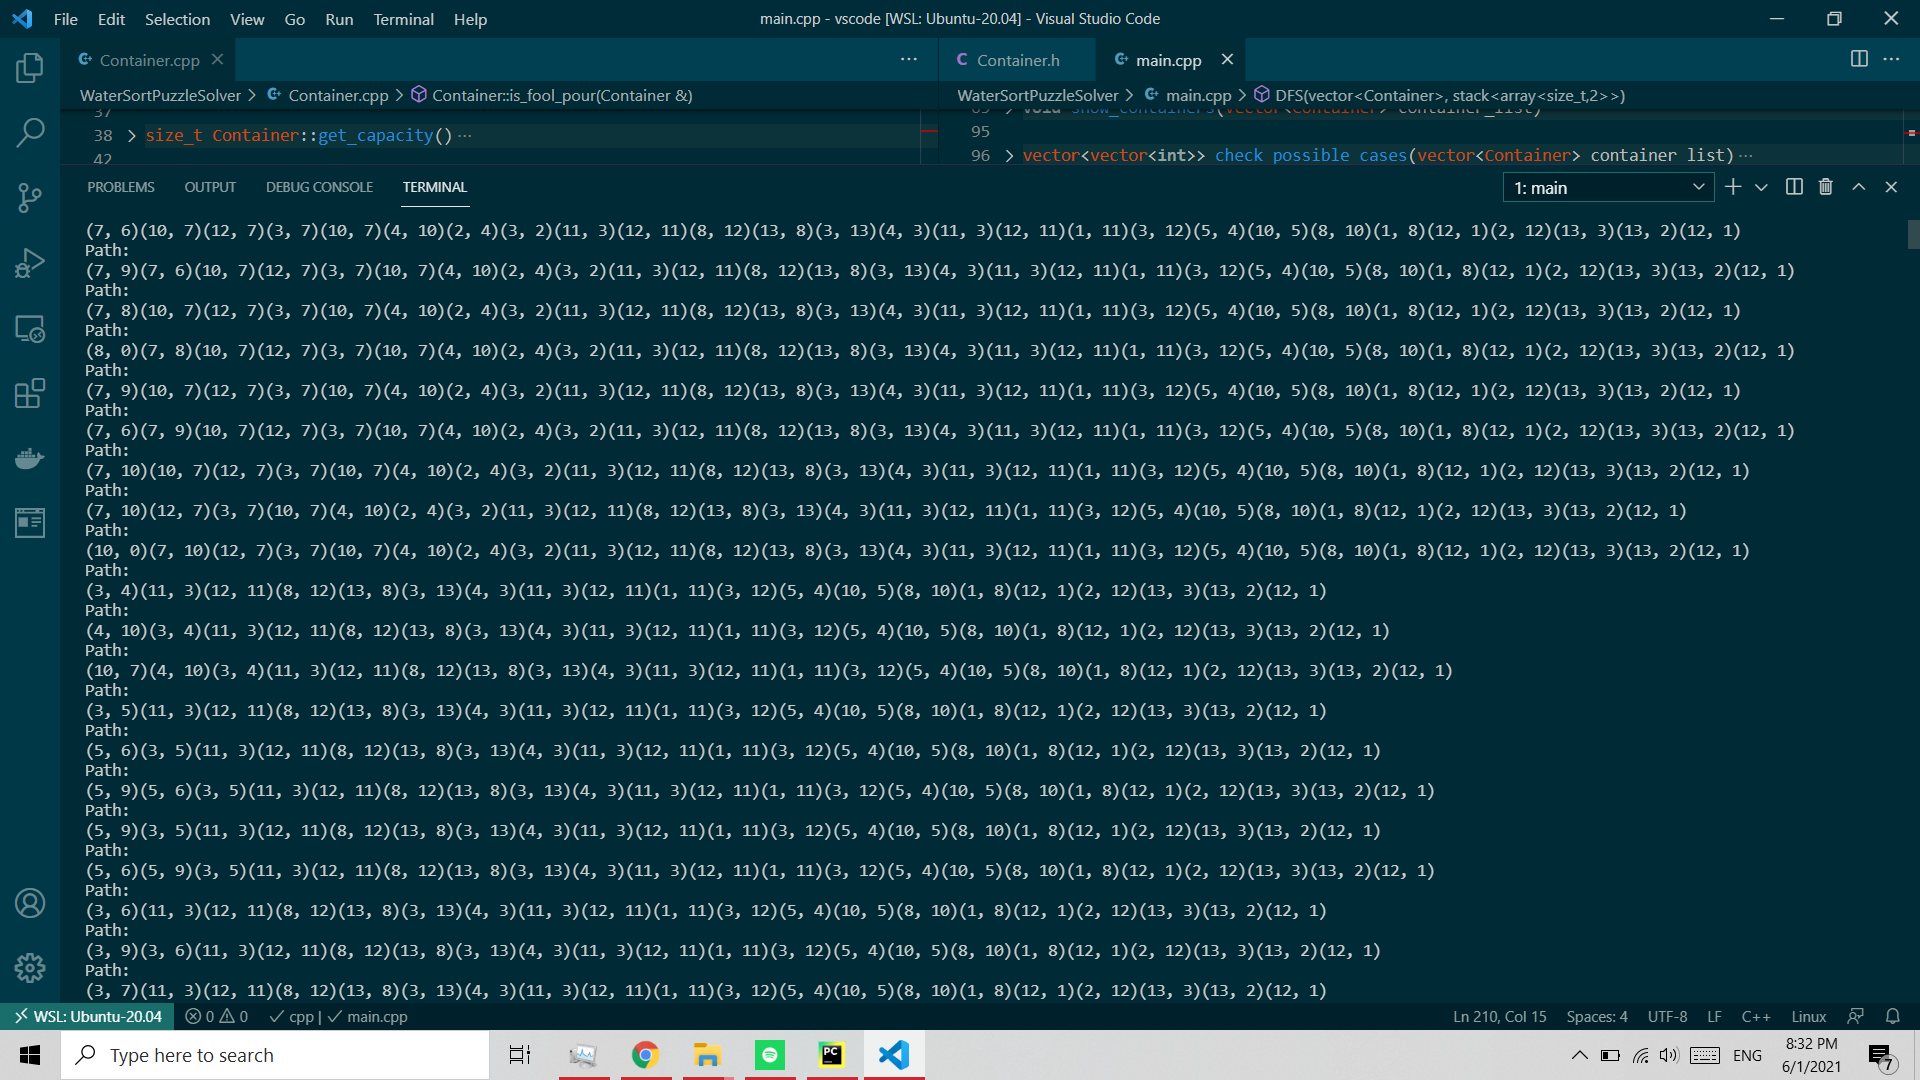 File Edit Selection View Go Run Terminal Help
main.cpp - vscode [WSL: Ubuntu-20.04] - Visual Studio Code
Container.cpp
Container.h
main.cpp
WaterSortPuzzleSolver > Container.cpp > Container::is_fool_pour(Container &)
WaterSortPuzzleSolver > main.cpp > DFS(vector<Container>, stack<array<size_t,2>>)
37
38 > size_t Container::get_capacity() ···
42
void show_containers(vector<Container> container_list)
95
96 > vector<vector<int>> check possible cases(vector<Container> container list) ···
PROBLEMS OUTPUT DEBUG CONSOLE TERMINAL
1: main
(7, 6)(10, 7)(12, 7)(3, 7)(10, 7)(4, 10)(2, 4)(3, 2)(11, 3)(12, 11)(8, 12)(13, 8)(3, 13)(4, 3)(11, 3)(12, 11)(1, 11)(3, 12)(5, 4)(10, 5)(8, 10)(1, 8)(12, 1)(2, 12)(13, 3)(13, 2)(12, 1)
Path:
(7, 9)(7, 6)(10, 7)(12, 7)(3, 7)(10, 7)(4, 10)(2, 4)(3, 2)(11, 3)(12, 11)(8, 12)(13, 8)(3, 13)(4, 3)(11, 3)(12, 11)(1, 11)(3, 12)(5, 4)(10, 5)(8, 10)(1, 8)(12, 1)(2, 12)(13, 3)(13, 2)(12, 1)
Path:
(7, 8)(10, 7)(12, 7)(3, 7)(10, 7)(4, 10)(2, 4)(3, 2)(11, 3)(12, 11)(8, 12)(13, 8)(3, 13)(4, 3)(11, 3)(12, 11)(1, 11)(3, 12)(5, 4)(10, 5)(8, 10)(1, 8)(12, 1)(2, 12)(13, 3)(13, 2)(12, 1)
Path:
(8, 0)(7, 8)(10, 7)(12, 7)(3, 7)(10, 7)(4, 10)(2, 4)(3, 2)(11, 3)(12, 11)(8, 12)(13, 8)(3, 13)(4, 3)(11, 3)(12, 11)(1, 11)(3, 12)(5, 4)(10, 5)(8, 10)(1, 8)(12, 1)(2, 12)(13, 3)(13, 2)(12, 1)
Path:
(7, 9)(10, 7)(12, 7)(3, 7)(10, 7)(4, 10)(2, 4)(3, 2)(11, 3)(12, 11)(8, 12)(13, 8)(3, 13)(4, 3)(11, 3)(12, 11)(1, 11)(3, 12)(5, 4)(10, 5)(8, 10)(1, 8)(12, 1)(2, 12)(13, 3)(13, 2)(12, 1)
Path:
(7, 6)(7, 9)(10, 7)(12, 7)(3, 7)(10, 7)(4, 10)(2, 4)(3, 2)(11, 3)(12, 11)(8, 12)(13, 8)(3, 13)(4, 3)(11, 3)(12, 11)(1, 11)(3, 12)(5, 4)(10, 5)(8, 10)(1, 8)(12, 1)(2, 12)(13, 3)(13, 2)(12, 1)
Path:
(7, 10)(10, 7)(12, 7)(3, 7)(10, 7)(4, 10)(2, 4)(3, 2)(11, 3)(12, 11)(8, 12)(13, 8)(3, 13)(4, 3)(11, 3)(12, 11)(1, 11)(3, 12)(5, 4)(10, 5)(8, 10)(1, 8)(12, 1)(2, 12)(13, 3)(13, 2)(12, 1)
Path:
(7, 10)(12, 7)(3, 7)(10, 7)(4, 10)(2, 4)(3, 2)(11, 3)(12, 11)(8, 12)(13, 8)(3, 13)(4, 3)(11, 3)(12, 11)(1, 11)(3, 12)(5, 4)(10, 5)(8, 10)(1, 8)(12, 1)(2, 12)(13, 3)(13, 2)(12, 1)
Path:
(10, 0)(7, 10)(12, 7)(3, 7)(10, 7)(4, 10)(2, 4)(3, 2)(11, 3)(12, 11)(8, 12)(13, 8)(3, 13)(4, 3)(11, 3)(12, 11)(1, 11)(3, 12)(5, 4)(10, 5)(8, 10)(1, 8)(12, 1)(2, 12)(13, 3)(13, 2)(12, 1)
Path:
(3, 4)(11, 3)(12, 11)(8, 12)(13, 8)(3, 13)(4, 3)(11, 3)(12, 11)(1, 11)(3, 12)(5, 4)(10, 5)(8, 10)(1, 8)(12, 1)(2, 12)(13, 3)(13, 2)(12, 1)
Path:
(4, 10)(3, 4)(11, 3)(12, 11)(8, 12)(13, 8)(3, 13)(4, 3)(11, 3)(12, 11)(1, 11)(3, 12)(5, 4)(10, 5)(8, 10)(1, 8)(12, 1)(2, 12)(13, 3)(13, 2)(12, 1)
Path:
(10, 7)(4, 10)(3, 4)(11, 3)(12, 11)(8, 12)(13, 8)(3, 13)(4, 3)(11, 3)(12, 11)(1, 11)(3, 12)(5, 4)(10, 5)(8, 10)(1, 8)(12, 1)(2, 12)(13, 3)(13, 2)(12, 1)
Path:
(3, 5)(11, 3)(12, 11)(8, 12)(13, 8)(3, 13)(4, 3)(11, 3)(12, 11)(1, 11)(3, 12)(5, 4)(10, 5)(8, 10)(1, 8)(12, 1)(2, 12)(13, 3)(13, 2)(12, 1)
Path:
(5, 6)(3, 5)(11, 3)(12, 11)(8, 12)(13, 8)(3, 13)(4, 3)(11, 3)(12, 11)(1, 11)(3, 12)(5, 4)(10, 5)(8, 10)(1, 8)(12, 1)(2, 12)(13, 3)(13, 2)(12, 1)
Path:
(5, 9)(5, 6)(3, 5)(11, 3)(12, 11)(8, 12)(13, 8)(3, 13)(4, 3)(11, 3)(12, 11)(1, 11)(3, 12)(5, 4)(10, 5)(8, 10)(1, 8)(12, 1)(2, 12)(13, 3)(13, 2)(12, 1)
Path:
(5, 9)(3, 5)(11, 3)(12, 11)(8, 12)(13, 8)(3, 13)(4, 3)(11, 3)(12, 11)(1, 11)(3, 12)(5, 4)(10, 5)(8, 10)(1, 8)(12, 1)(2, 12)(13, 3)(13, 2)(12, 1)
Path:
(5, 6)(5, 9)(3, 5)(11, 3)(12, 11)(8, 12)(13, 8)(3, 13)(4, 3)(11, 3)(12, 11)(1, 11)(3, 12)(5, 4)(10, 5)(8, 10)(1, 8)(12, 1)(2, 12)(13, 3)(13, 2)(12, 1)
Path:
(3, 6)(11, 3)(12, 11)(8, 12)(13, 8)(3, 13)(4, 3)(11, 3)(12, 11)(1, 11)(3, 12)(5, 4)(10, 5)(8, 10)(1, 8)(12, 1)(2, 12)(13, 3)(13, 2)(12, 1)
Path:
(3, 9)(3, 6)(11, 3)(12, 11)(8, 12)(13, 8)(3, 13)(4, 3)(11, 3)(12, 11)(1, 11)(3, 12)(5, 4)(10, 5)(8, 10)(1, 8)(12, 1)(2, 12)(13, 3)(13, 2)(12, 1)
Path:
(3, 7)(11, 3)(12, 11)(8, 12)(13, 8)(3, 13)(4, 3)(11, 3)(12, 11)(1, 11)(3, 12)(5, 4)(10, 5)(8, 10)(1, 8)(12, 1)(2, 12)(13, 3)(13, 2)(12, 1)
WSL: Ubuntu-20.04 0 0 cpp | main.cpp
Ln 210, Col 15 Spaces: 4 UTF-8 LF C++ Linux
Type here to search
PC
ENG
8:32 PM
6/1/2021
7